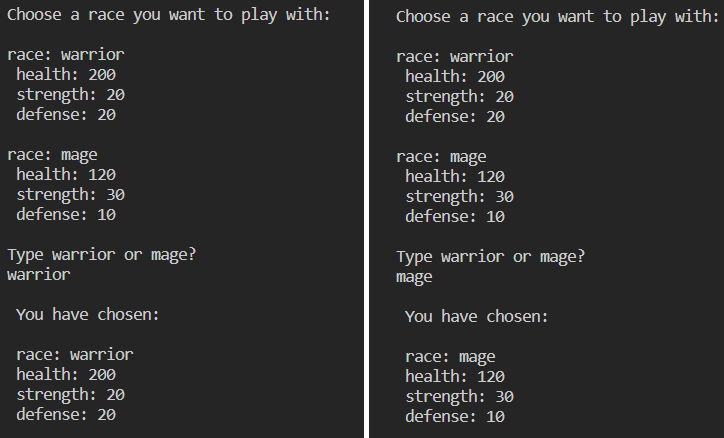 Choose a race you want to play with:
race: warrior
health: 200
strength: 20
defense: 20
race: mage
health: 120
strength: 30
defense: 10
Type warrior or mage?
warrior
You have chosen:
race: warrior
health: 200
strength: 20
defense: 20
Choose a race you want to play with:
race: warrior
health: 200
strength: 20
defense: 20
race: mage
health: 120
strength: 30
defense: 10
Type warrior or mage?
mage
You have chosen:
race: mage
health: 120
strength: 30
defense: 10